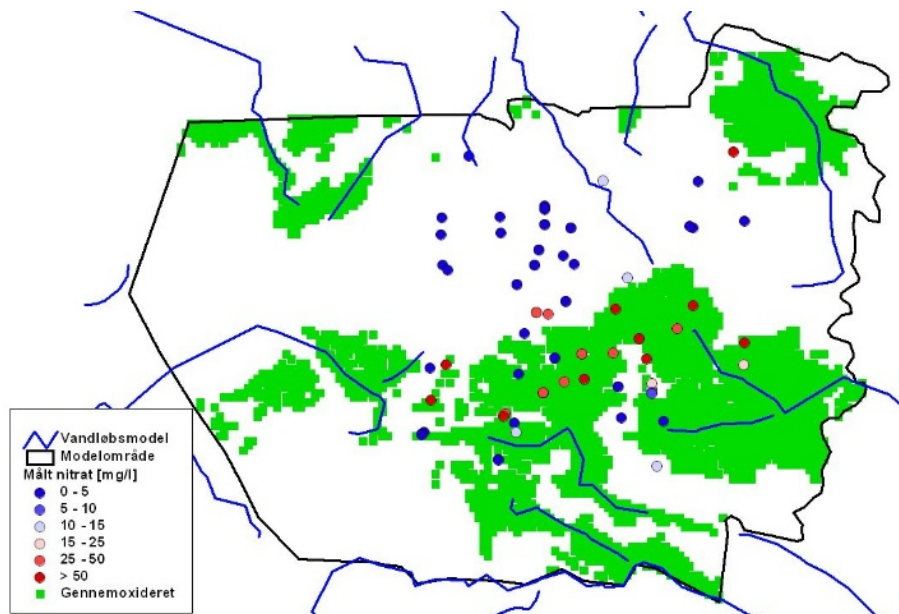 Vandløbsmodel
Modelområde
Målt nitrat [mg/l]
0 - 5
5 - 10
10 - 15
15 - 25
25 - 50
> 50
Gennemoxideret